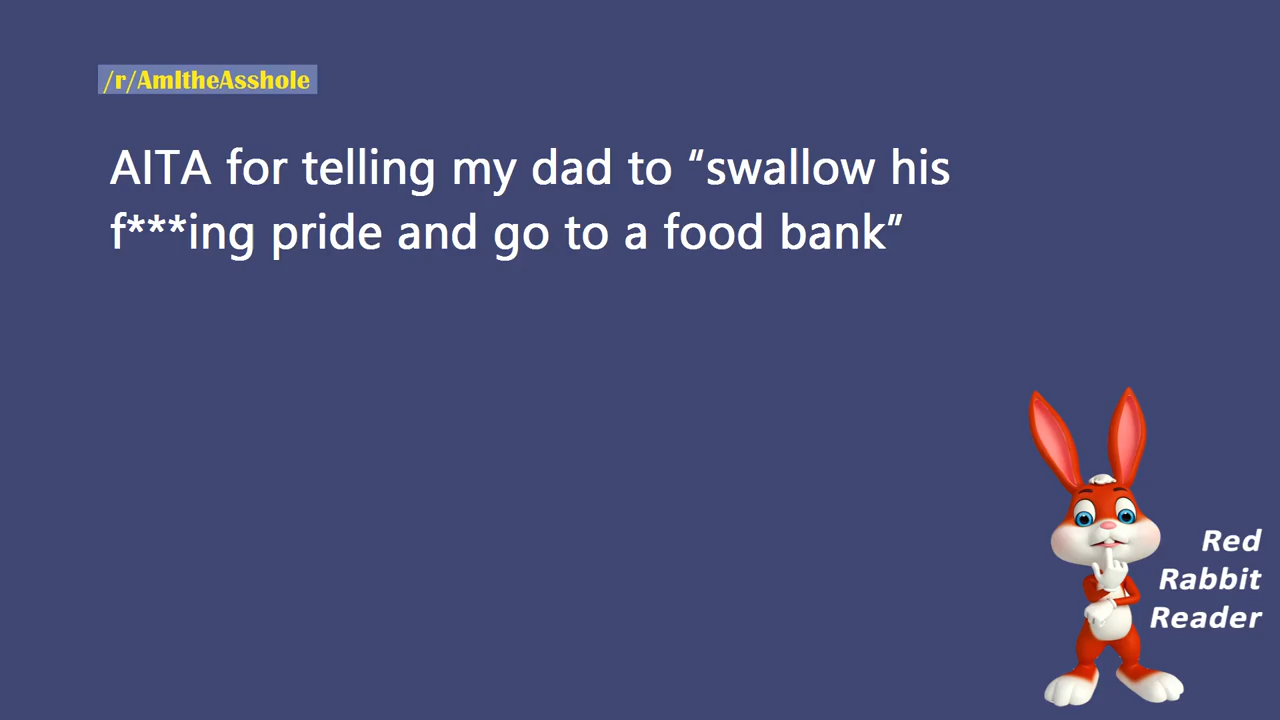 /r/AmItheAsshole
AITA for telling my dad to “swallow his
f***ing pride and go to a food bank”
Red
Rabbit
Reader